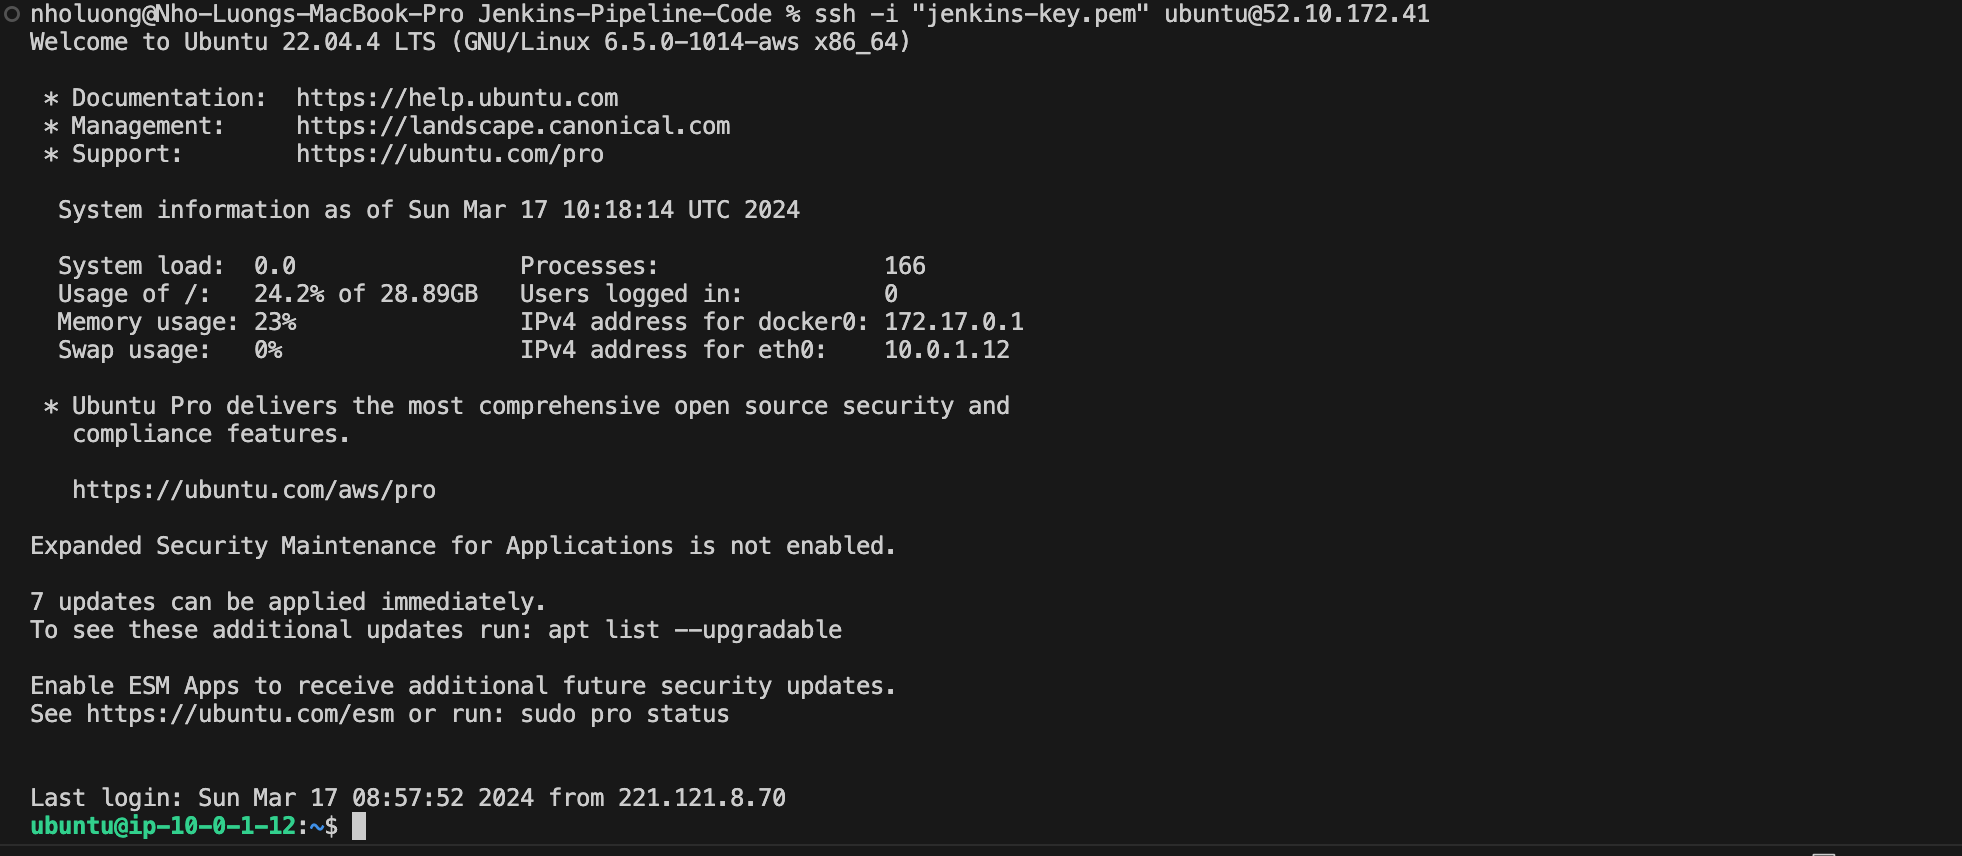 nholuong@Nho-Luongs-MacBook-Pro Jenkins-Pipeline-Code % ssh -i "jenkins-key.pem" ubuntu@52.10.172.41
Welcome to Ubuntu 22.04.4 LTS (GNU/Linux 6.5.0-1014-aws x86_64)

 * Documentation:  https://help.ubuntu.com
 * Management:     https://landscape.canonical.com
 * Support:        https://ubuntu.com/pro

  System information as of Sun Mar 17 10:18:14 UTC 2024

  System load:  0.0                Processes:                166
  Usage of /:   24.2% of 28.89GB   Users logged in:          0
  Memory usage: 23%                IPv4 address for docker0: 172.17.0.1
  Swap usage:   0%                 IPv4 address for eth0:    10.0.1.12

 * Ubuntu Pro delivers the most comprehensive open source security and
   compliance features.

   https://ubuntu.com/aws/pro

Expanded Security Maintenance for Applications is not enabled.

7 updates can be applied immediately.
To see these additional updates run: apt list --upgradable

Enable ESM Apps to receive additional future security updates.
See https://ubuntu.com/esm or run: sudo pro status


Last login: Sun Mar 17 08:57:52 2024 from 221.121.8.70
ubuntu@ip-10-0-1-12:~$